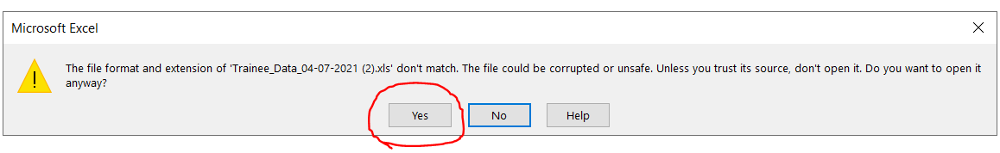 Microsoft Excel
The file format and extension of 'Trainee_Data_04-07-2021 (2).xls' don't match. The file could be corrupted or unsafe. Unless you trust its source, don't open it. Do you want to open it
anyway?
Yes No Help